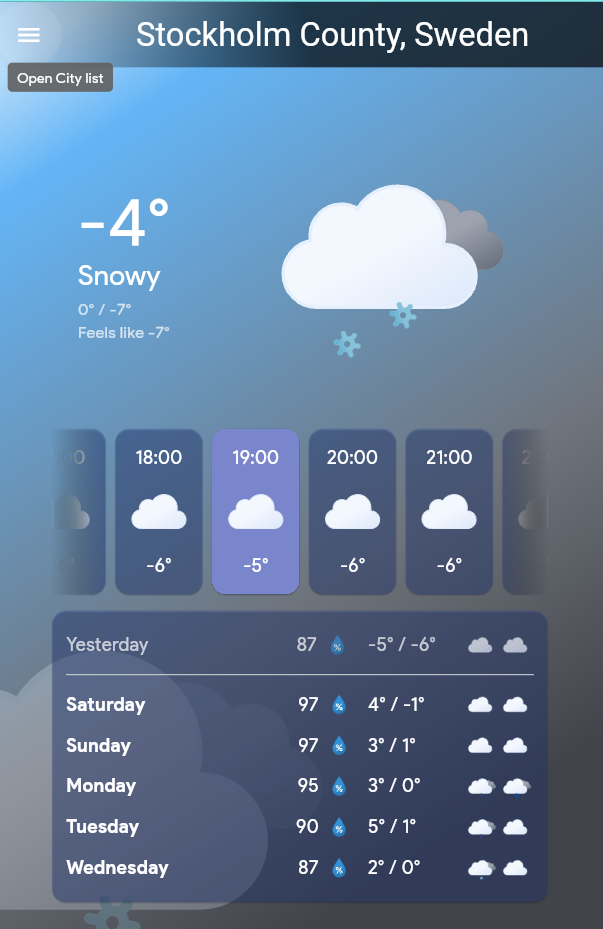 Stockholm County, Sweden
Open City list
-4°
Snowy
0° / -7°
Feels like -7°
18:00 19:00 20:00 21:00
-6° -5° -6° -6°
Yesterday 87 % -5° / -6°
Saturday 97 % 4° / -1°
Sunday 97 % 3° / 1°
Monday 95 % 3° / 0°
Tuesday 90 % 5° / 1°
Wednesday 87 % 2° / 0°